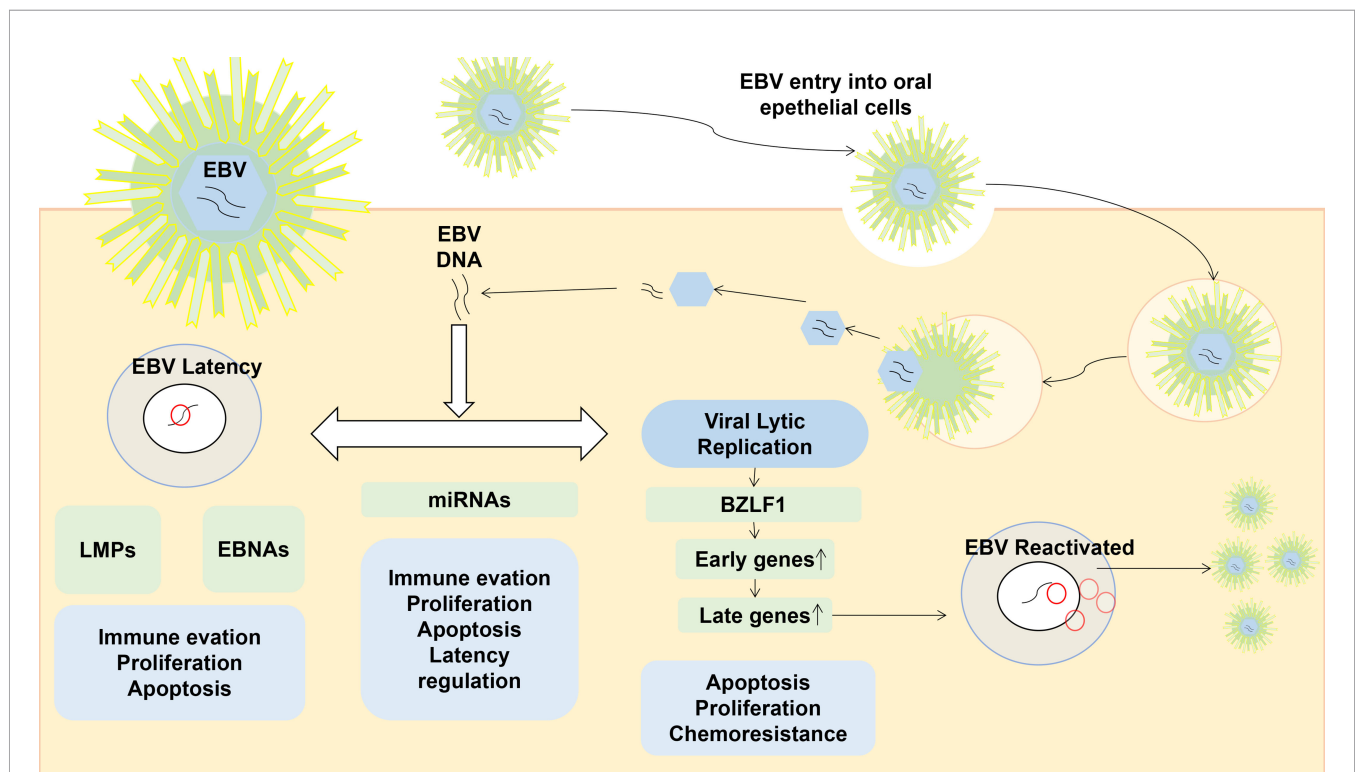 EBV
EBV entry into oral
epethelial cells
EBV
DNA
EBV Latency
LMPs
EBNAs
Immune evation
Proliferation
Apoptosis
miRNAs
Immune evation
Proliferation
Apoptosis
Latency
regulation
Viral Lytic
Replication
BZLF1
Early genes↑
Late genes↑
Apoptosis
Proliferation
Chemoresistance
EBV Reactivated